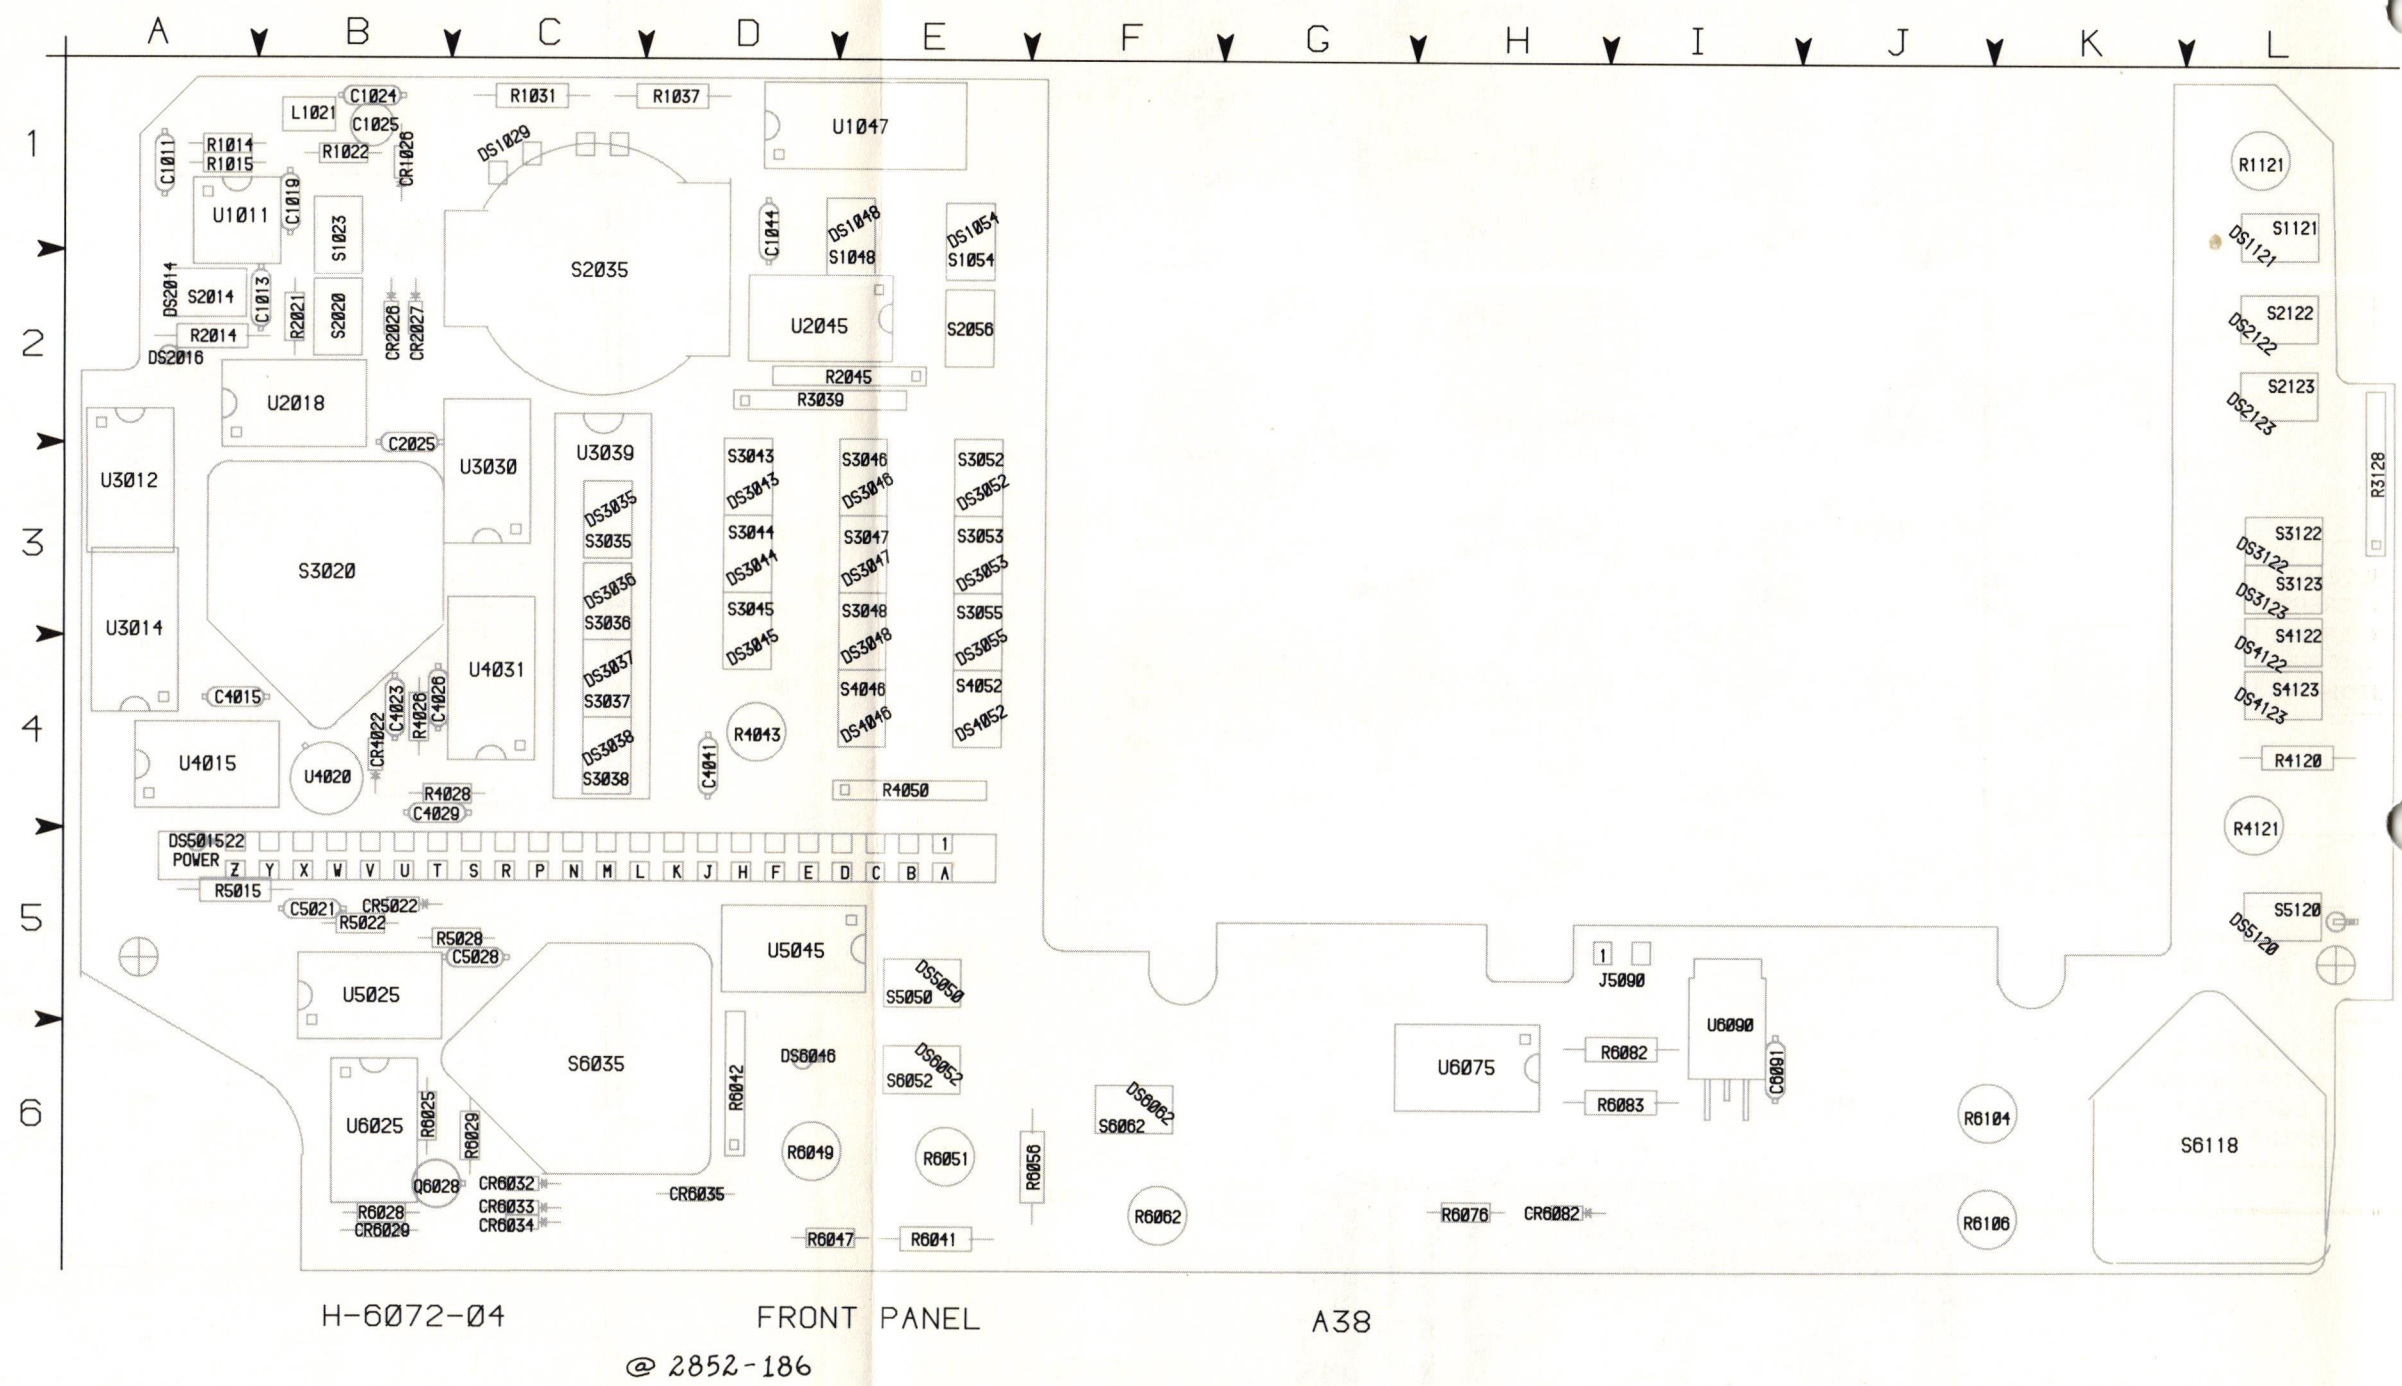 A B C D E F G H I J K L
1
C1024
L1021
C1025
R1031
R1037
U1047
DS1029
C1011
R1014
R1015
R1022
CR1026
R1121
C1019
U1011
S1023
C1044
DS1048
S1048
DS1054
S1054
S1121
DS1121
S2035
2
DS2014
S2014
C1013
R2021
S2020
CR2026
CR2027
U2045
S2056
S2122
DS2122
R2014
DS2016
U2018
R2045
R3039
S2123
DS2123
C2025
3
U3012
U3030
U3039
S3043
DS3043
S3046
DS3046
S3052
DS3052
R3128
DS3035
S3035
S3044
DS3044
S3047
DS3047
S3053
DS3053
S3122
DS3122
S3020
DS3036
S3036
S3045
DS3045
S3048
DS3048
S3055
DS3055
S3123
DS3123
U3014
S4122
DS4122
4
U4031
DS3037
S3037
S4046
DS4046
S4052
DS4052
S4123
DS4123
C4015
C4023
R4026
C4026
CR4022
R4043
C4041
DS3038
S3038
U4015
U4020
R4028
C4029
R4050
R4120
R4121
5
DS501522
1
POWER
Z Y X W V U T S R P N M L K J H F E D C B A
R5015
C5021
CR5022
R5022
R5028
C5028
U5045
S5120
DS5120
U5025
DS5050
S5050
1
J5090
6
U6090
S6035
R6042
DS6046
DS6052
S6052
U6075
R6082
C6091
U6025
R6025
R6029
DS6062
S6062
R6083
R6104
R6049
R6051
R6056
S6118
Q6028
CR6032
CR6035
R6028
CR6029
CR6033
CR6034
R6062
R6076
CR6082
R6106
R6047
R6041
H-6072-04 FRONT PANEL A38
@ 2852-186